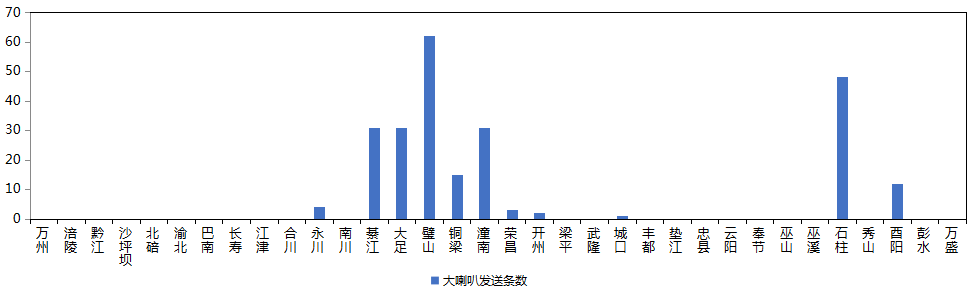 70
60
50
40
30
20
10
0
万州
涪陵
黔江
沙坪坝
北碚
渝北
巴南
长寿
江津
合川
永川
南川
綦江
大足
璧山
铜梁
潼南
荣昌
开州
梁平
武隆
城口
丰都
垫江
忠县
云阳
奉节
巫山
巫溪
石柱
秀山
酉阳
彭水
万盛
大喇叭发送条数